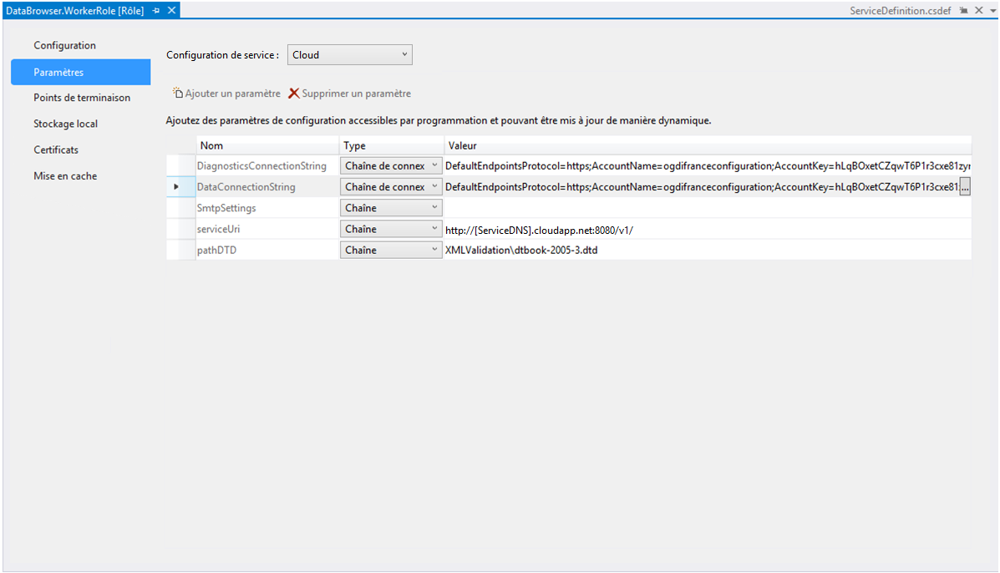 DataBrowser.WorkerRole [Rôle]
ServiceDefinition.csdef
Configuration
Paramètres
Points de terminaison
Stockage local
Certificats
Mise en cache
Configuration de service : Cloud
Ajouter un paramètre Supprimer un paramètre
Ajoutez des paramètres de configuration accessibles par programmation et pouvant être mis à jour de manière dynamique.
Nom Type Valeur
DiagnosticsConnectionString Chaîne de connex DefaultEndpointsProtocol=https;AccountName=ogdifranceconfiguration;AccountKey=hLqBOxetCZqwT6P1r3cxe81zyr
DataConnectionString Chaîne de connex DefaultEndpointsProtocol=https;AccountName=ogdifranceconfiguration;AccountKey=hLqBOxetCZqwT6P1r3cxe81 ...
SmtpSettings Chaîne
serviceUri Chaîne http://[ServiceDNS].cloudapp.net:8080/v1/
pathDTD Chaîne XMLValidation\dtbook-2005-3.dtd